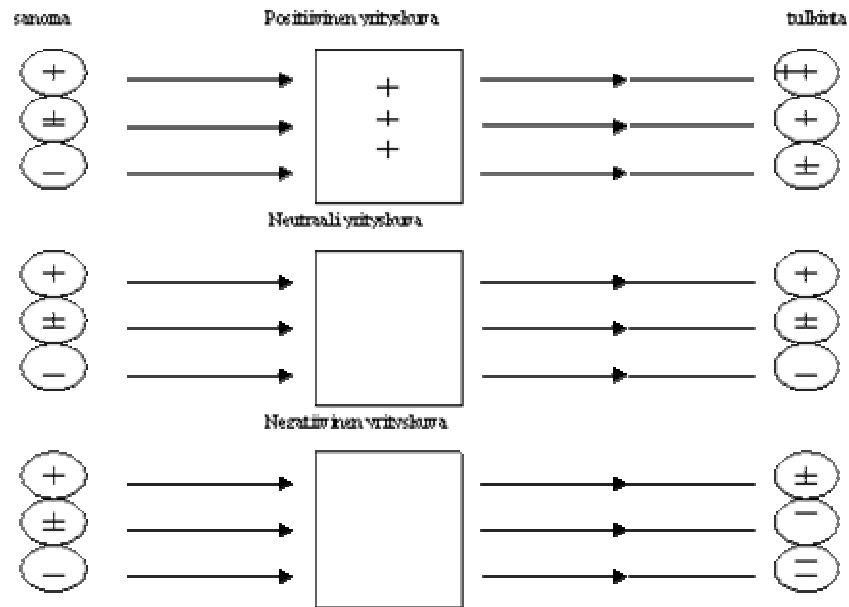 sanoma Positiivinen yrityskuva tulkinta
+ + ++
± + +
− + ±
Neutraali yrityskuva
+ +
± ±
− −
Negatiivinen yrityskuva
+ ±
± −
− − −